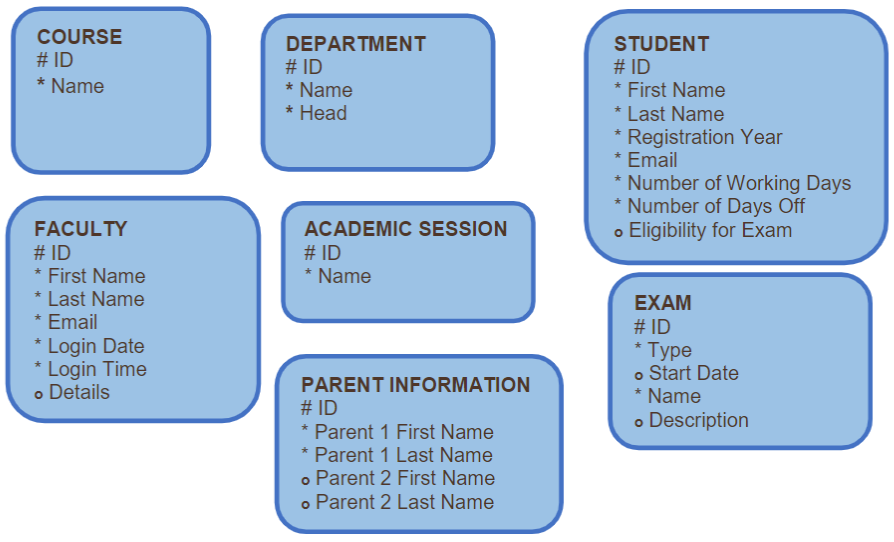 COURSE
# ID
* Name
DEPARTMENT
# ID
* Name
* Head
STUDENT
# ID
* First Name
* Last Name
* Registration Year
* Email
* Number of Working Days
* Number of Days Off
o Eligibility for Exam
FACULTY
# ID
* First Name
* Last Name
* Email
* Login Date
* Login Time
o Details
ACADEMIC SESSION
# ID
* Name
PARENT INFORMATION
# ID
* Parent 1 First Name
* Parent 1 Last Name
o Parent 2 First Name
o Parent 2 Last Name
EXAM
# ID
* Type
o Start Date
* Name
o Description